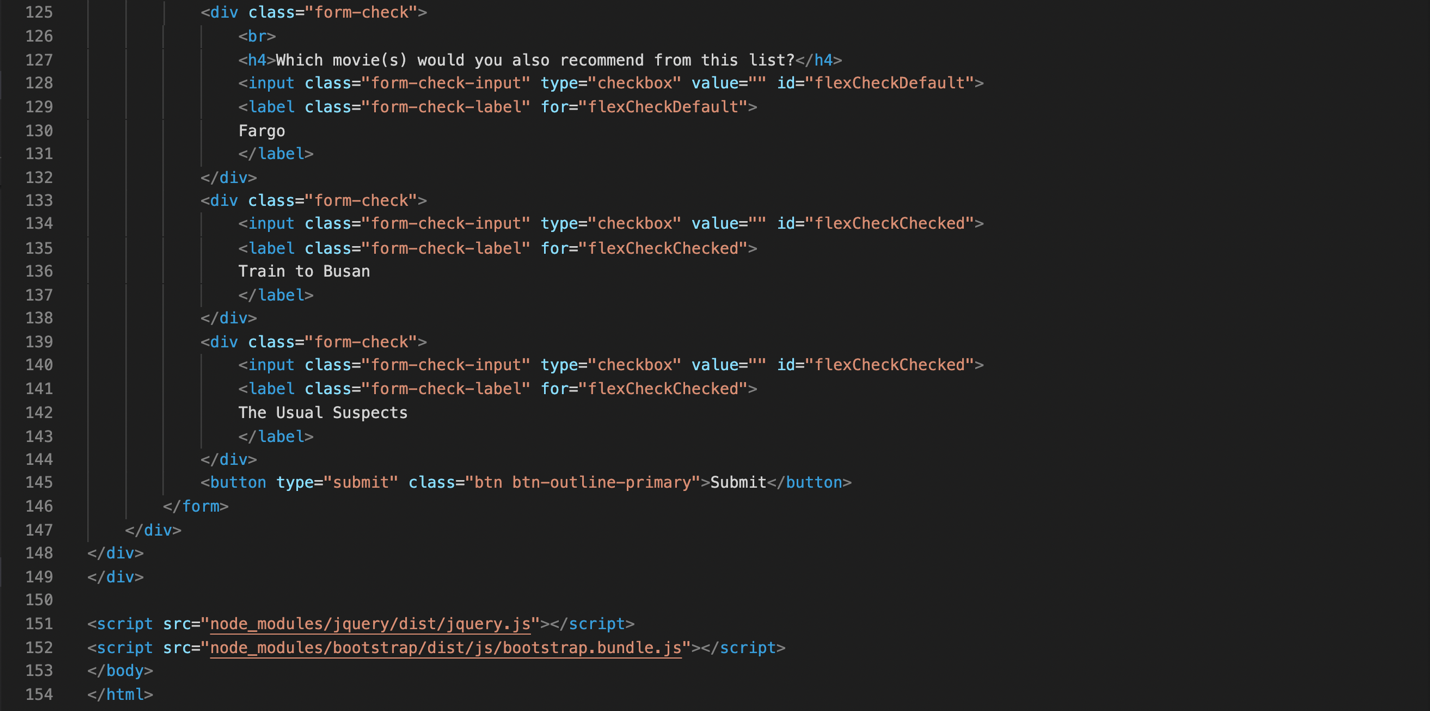 125 <div class="form-check">
126 <br>
127 <h4>Which movie(s) would you also recommend from this list?</h4>
128 <input class="form-check-input" type="checkbox" value="" id="flexCheckDefault">
129 <label class="form-check-label" for="flexCheckDefault">
130 Fargo
131 </label>
132 </div>
133 <div class="form-check">
134 <input class="form-check-input" type="checkbox" value="" id="flexCheckChecked">
135 <label class="form-check-label" for="flexCheckChecked">
136 Train to Busan
137 </label>
138 </div>
139 <div class="form-check">
140 <input class="form-check-input" type="checkbox" value="" id="flexCheckChecked">
141 <label class="form-check-label" for="flexCheckChecked">
142 The Usual Suspects
143 </label>
144 </div>
145 <button type="submit" class="btn btn-outline-primary">Submit</button>
146 </form>
147 </div>
148 </div>
149 </div>
150
151 <script src="node_modules/jquery/dist/jquery.js"></script>
152 <script src="node_modules/bootstrap/dist/js/bootstrap.bundle.js"></script>
153 </body>
154 </html>